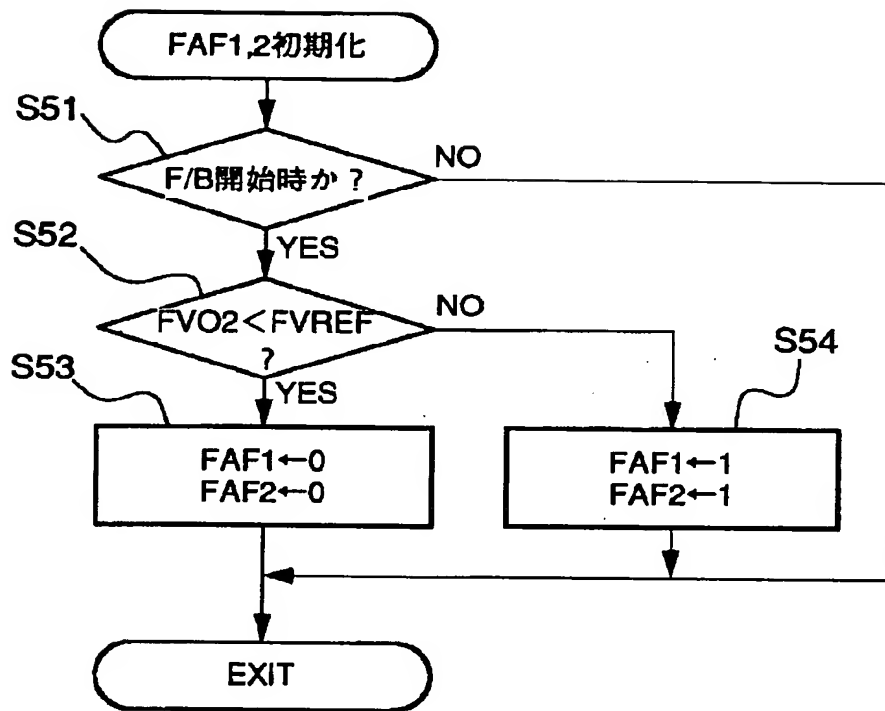 FAF1,2初期化
S51
F/B開始時か?
NO
YES
S52
FVO2<FVREF
?
NO
YES
S53
FAF1←0
FAF2←0
S54
FAF1←1
FAF2←1
EXIT